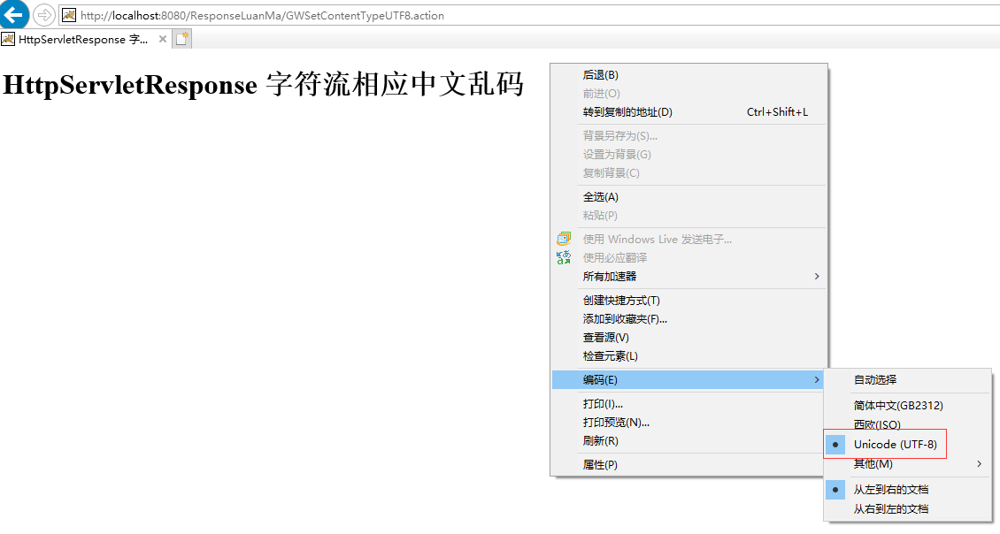 http://localhost:8080/ResponseLuanMa/GWSetContentTypeUTF8.action
HttpServletResponse 字...
HttpServletResponse 字符流相应中文乱码
后退(B)
前进(O)
转到复制的地址(D) Ctrl+Shift+L
背景另存为(S)...
设置为背景(G)
复制背景(C)
全选(A)
粘贴(P)
使用 Windows Live 发送电子...
使用必应翻译
所有加速器
创建快捷方式(T)
添加到收藏夹(F)...
查看源(V)
检查元素(L)
编码(E)
打印(I)...
打印预览(N)...
刷新(R)
属性(P)
自动选择
简体中文(GB2312)
西欧(ISO)
Unicode (UTF-8)
其他(M)
从左到右的文档
从右到左的文档